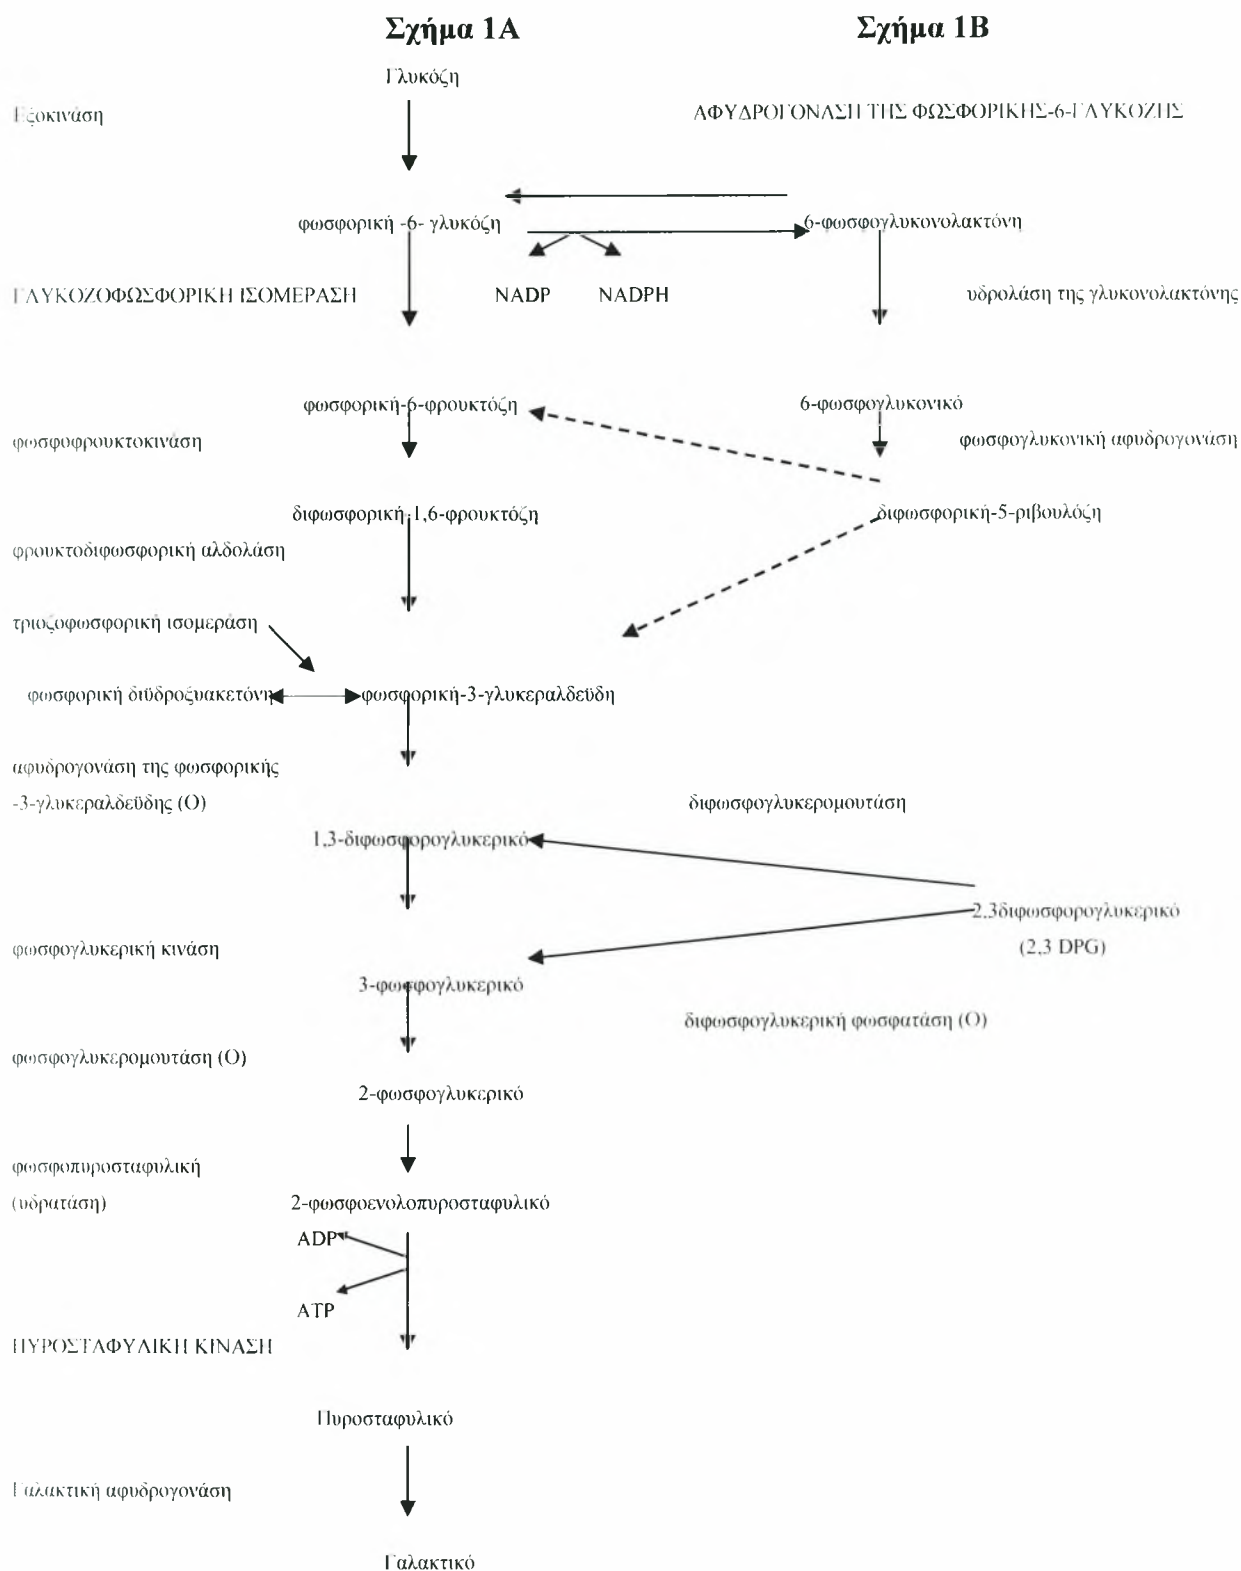 Σχήμα 1Α
Σχήμα 1Β
Γλυκόζη
Εξοκινάση
ΑΦΥΔΡΟΓΟΝΑΣΗ ΤΗΣ ΦΩΣΦΟΡΙΚΗΣ-6-ΓΛΥΚΟΖΗΣ
φωσφορική -6- γλυκόζη
6-φωσφογλυκονολακτόνη
ΓΛΥΚΟΖΟΦΩΣΦΟΡΙΚΗ ΙΣΟΜΕΡΑΣΗ
NADP
NADPH
υδρολάση της γλυκονολακτόνης
φωσφορική-6-φρουκτόζη
6-φωσφογλυκονικό
φωσφοφρουκτοκινάση
φωσφογλυκονική αφυδρογονάση
διφωσφορική-1,6-φρουκτόζη
διφωσφορική-5-ριβουλόζη
φρουκτοδιφωσφορική αλδολάση
τριοζοφωσφορική ισομεράση
φωσφορική διϋδροξυακετόνη
φωσφορική-3-γλυκεραλδεϋδη
αφυδρογονάση της φωσφορικής
-3-γλυκεραλδεϋδης (Ο)
διφωσφογλυκερομουτάση
1,3-διφωσφορογλυκερικό
2,3διφωσφορογλυκερικό
(2,3 DPG)
φωσφογλυκερική κινάση
3-φωσφογλυκερικό
διφωσφογλυκερική φωσφατάση (Ο)
φωσφογλυκερομουτάση (Ο)
2-φωσφογλυκερικό
φωσφοπυροσταφυλική
(υδρατάση)
2-φωσφοενολοπυροσταφυλικό
ADP
ATP
ΠΥΡΟΣΤΑΦΥΛΙΚΗ ΚΙΝΑΣΗ
Πυροσταφυλικό
Γαλακτική αφυδρογονάση
Γαλακτικό